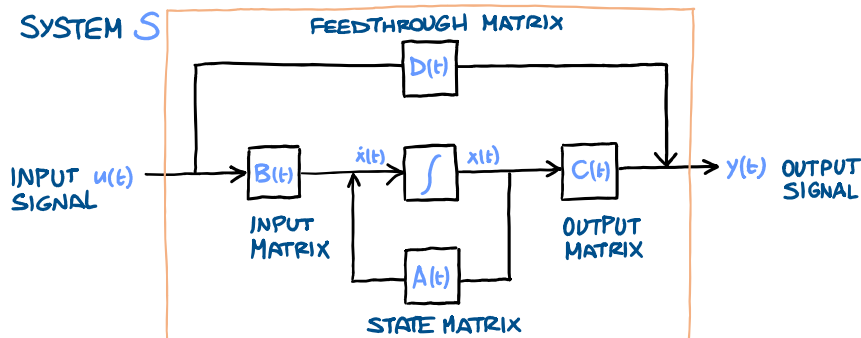 SYSTEM S
FEEDTHROUGH MATRIX
D(t)
INPUT u(t)
SIGNAL
B(t)
INPUT
MATRIX
ẋ(t)
∫
x(t)
C(t)
OUTPUT
MATRIX
y(t) OUTPUT
SIGNAL
A(t)
STATE MATRIX